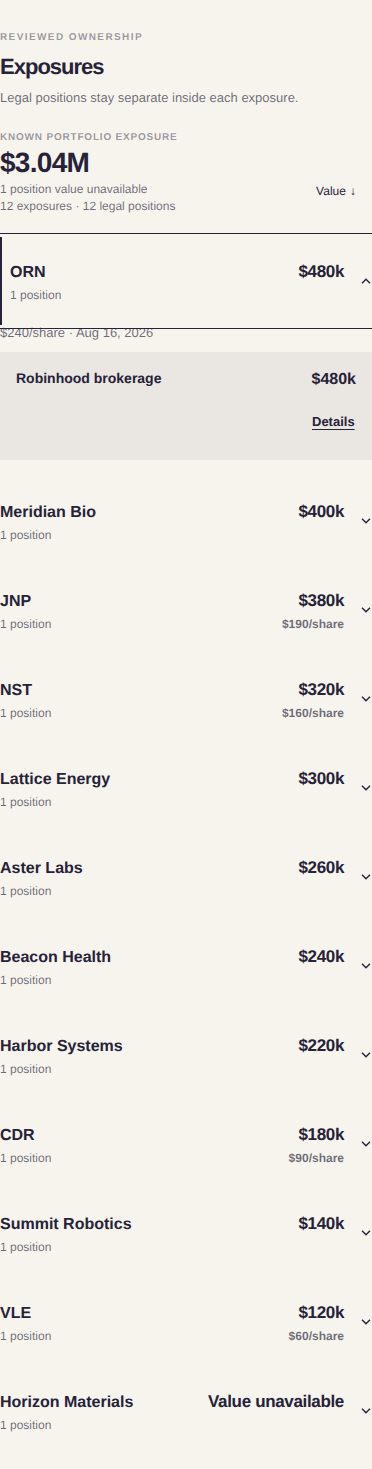 REVIEWED OWNERSHIP
Exposures
Legal positions stay separate inside each exposure.
KNOWN PORTFOLIO EXPOSURE
$3.04M
1 position value unavailable
Value ↓
12 exposures · 12 legal positions
ORN $480k
1 position
$240/share · Aug 16, 2026
Robinhood brokerage $480k
Details
Meridian Bio $400k
1 position
JNP $380k
1 position $190/share
NST $320k
1 position $160/share
Lattice Energy $300k
1 position
Aster Labs $260k
1 position
Beacon Health $240k
1 position
Harbor Systems $220k
1 position
CDR $180k
1 position $90/share
Summit Robotics $140k
1 position
VLE $120k
1 position $60/share
Horizon Materials Value unavailable
1 position